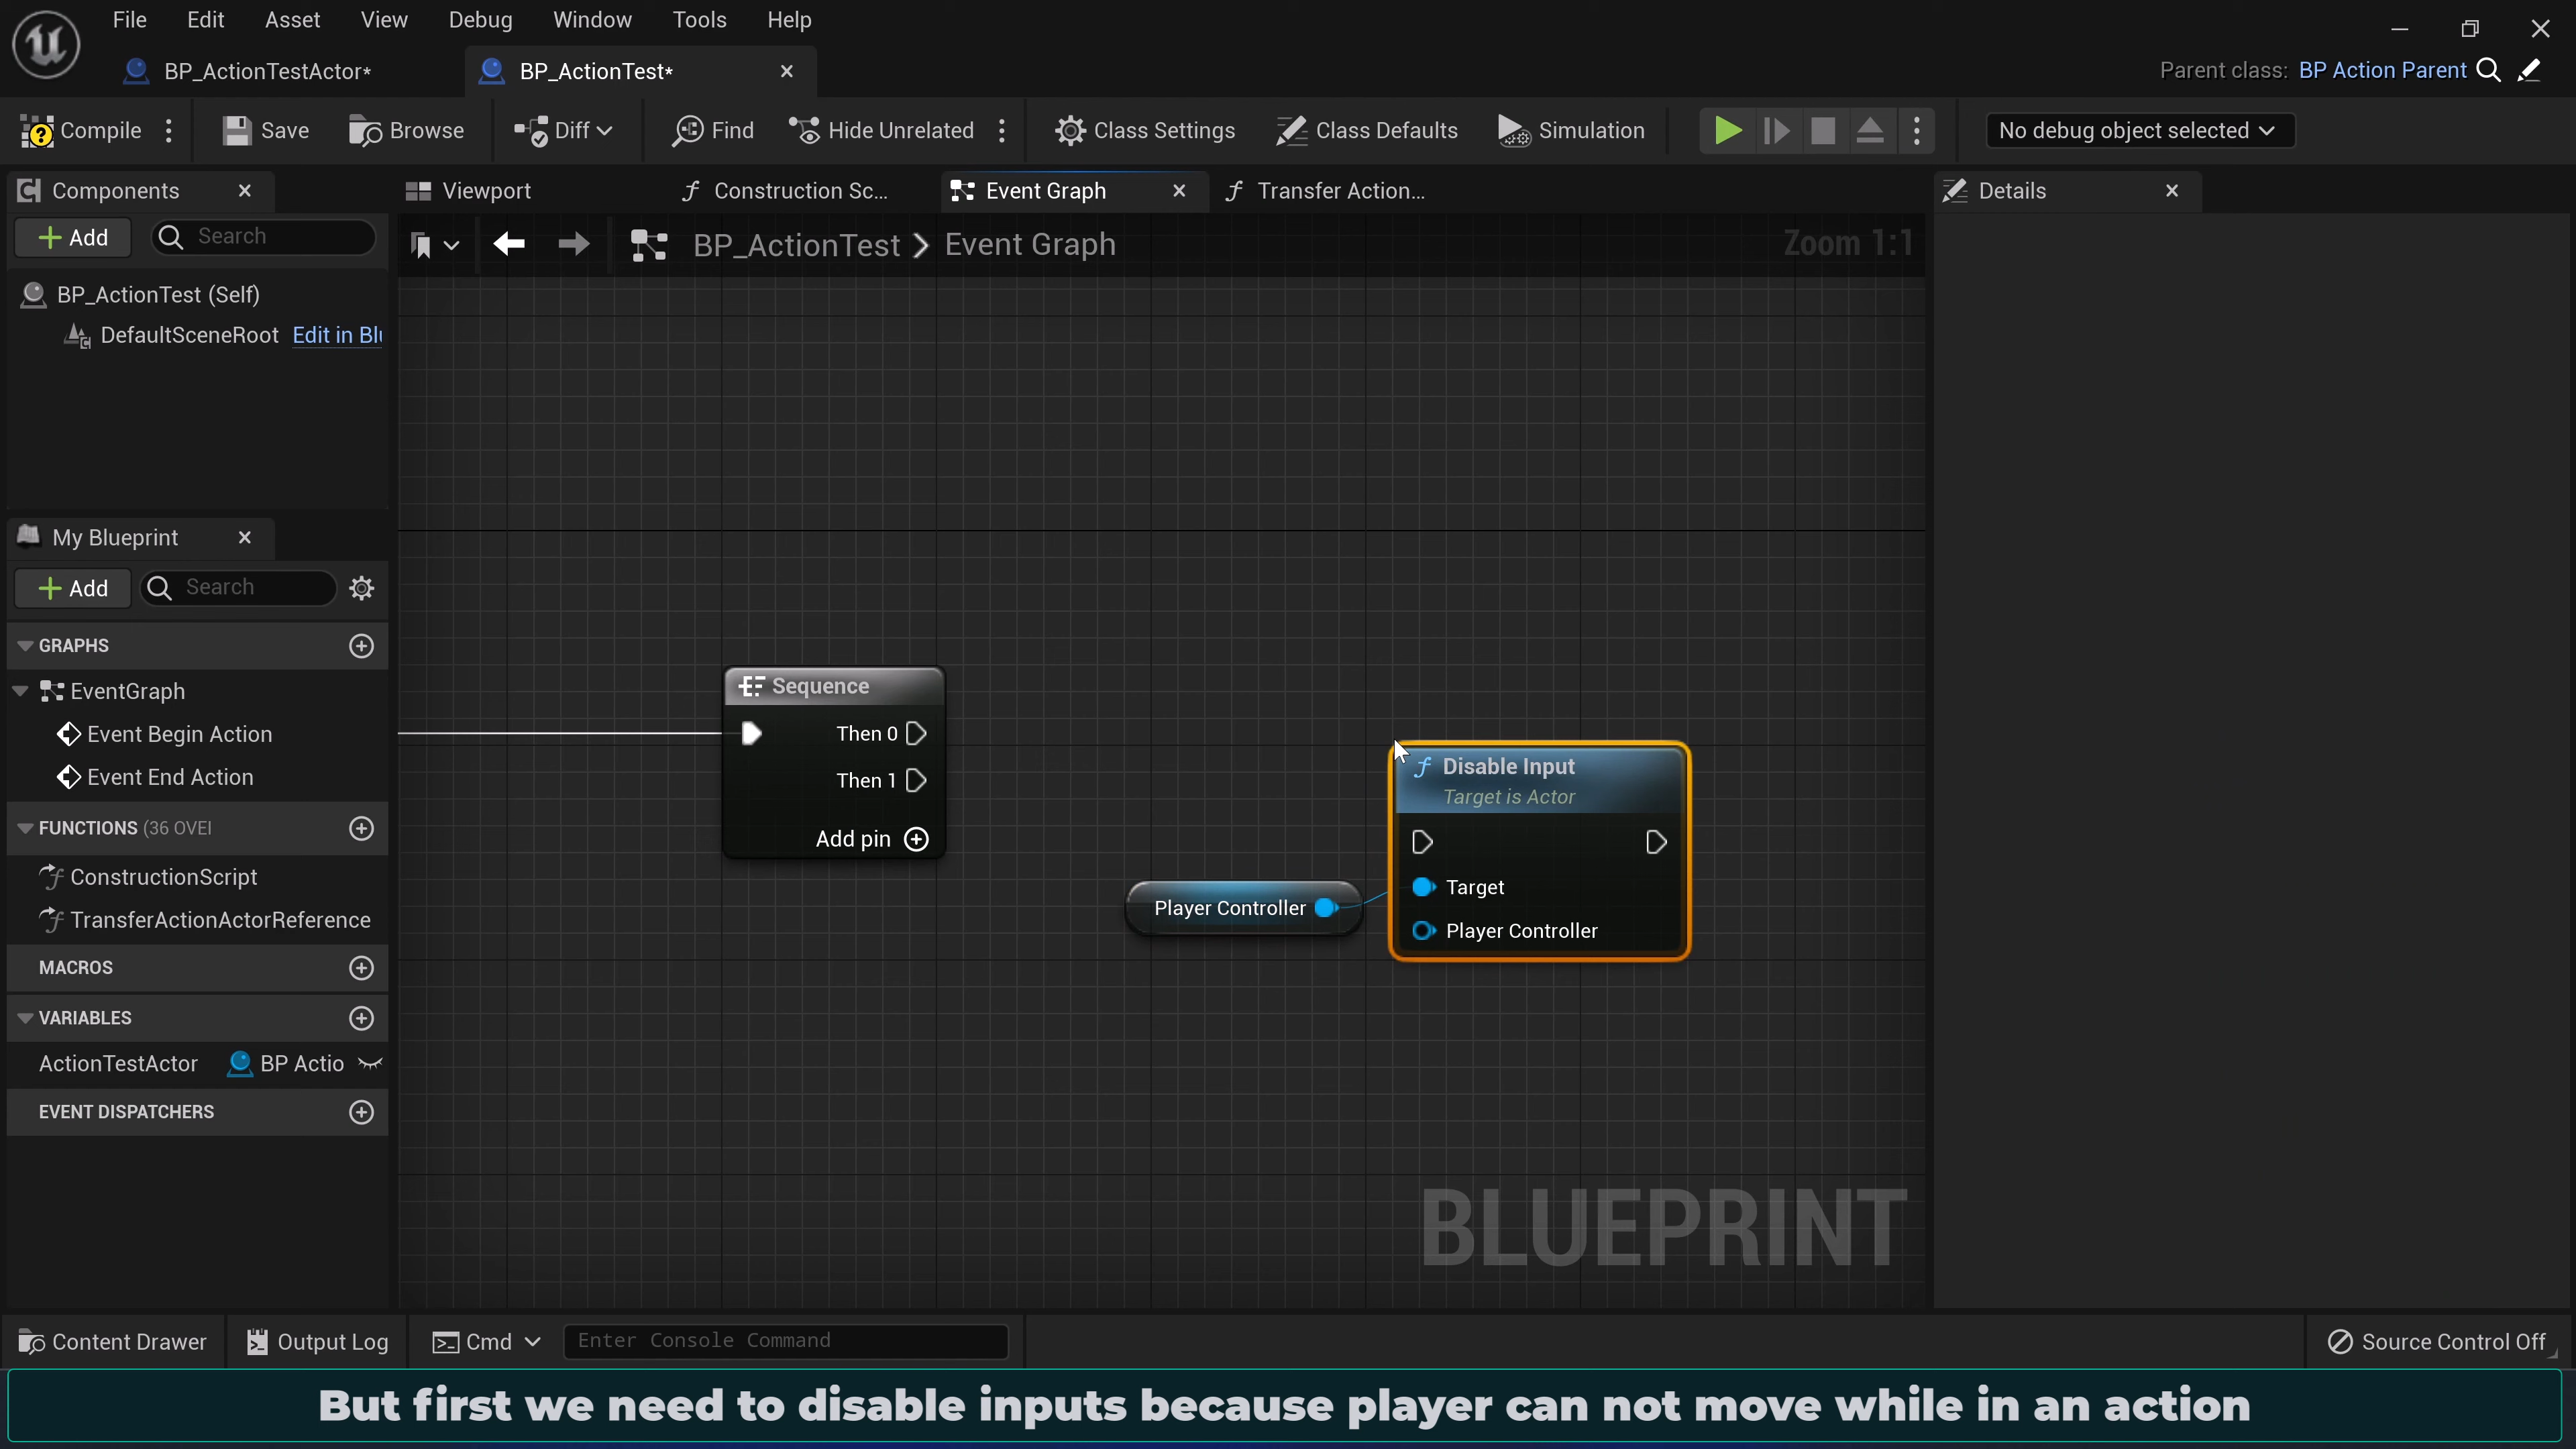 File Edit Asset View Debug Window Tools Help
BP_ActionTestActor* BP_ActionTest* Parent class: BP Action Parent
Compile Save Browse Diff Find Hide Unrelated Class Settings Class Defaults Simulation No debug object selected
Components Viewport Construction Sc... Event Graph Transfer Action... Details
Add Search BP_ActionTest > Event Graph Zoom 1:1
BP_ActionTest (Self)
DefaultSceneRoot Edit in Blu
My Blueprint
Add Search
GRAPHS
EventGraph
Event Begin Action
Event End Action
FUNCTIONS (36 OVEI
ConstructionScript
TransferActionActorReference
MACROS
VARIABLES
ActionTestActor BP Actio
EVENT DISPATCHERS
Sequence
Then 0
Then 1
Add pin
Player Controller
Disable Input
Target is Actor
Target
Player Controller
BLUEPRINT
Content Drawer Output Log Cmd Enter Console Command Source Control Off
But first we need to disable inputs because player can not move while in an action